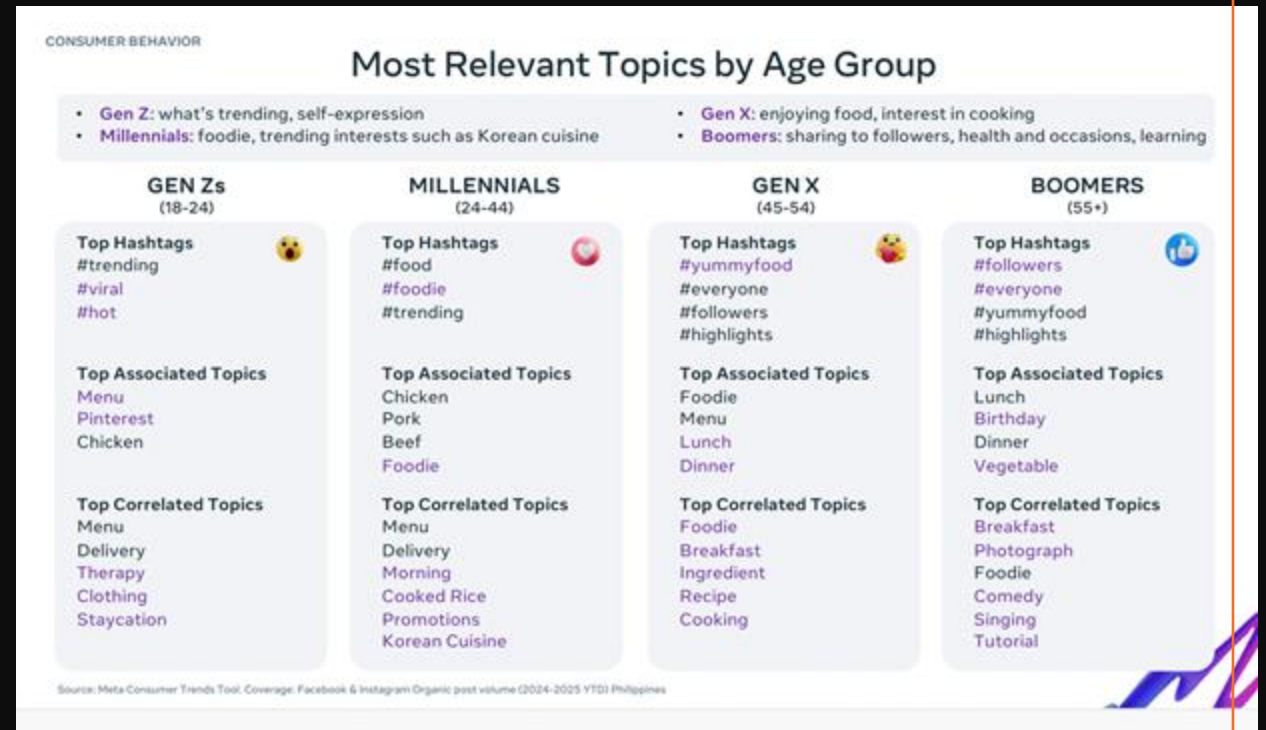 CONSUMER BEHAVIOR
Most Relevant Topics by Age Group
• Gen Z: what's trending, self-expression
• Millennials: foodie, trending interests such as Korean cuisine
• Gen X: enjoying food, interest in cooking
• Boomers: sharing to followers, health and occasions, learning
GEN Zs
(18-24)
Top Hashtags
#trending
#viral
#hot
Top Associated Topics
Menu
Pinterest
Chicken
Top Correlated Topics
Menu
Delivery
Therapy
Clothing
Staycation
MILLENNIALS
(24-44)
Top Hashtags
#food
#foodie
#trending
Top Associated Topics
Chicken
Pork
Beef
Foodie
Top Correlated Topics
Menu
Delivery
Morning
Cooked Rice
Promotions
Korean Cuisine
GEN X
(45-54)
Top Hashtags
#yummyfood
#everyone
#followers
#highlights
Top Associated Topics
Foodie
Menu
Lunch
Dinner
Top Correlated Topics
Foodie
Breakfast
Ingredient
Recipe
Cooking
BOOMERS
(55+)
Top Hashtags
#followers
#everyone
#yummyfood
#highlights
Top Associated Topics
Lunch
Birthday
Dinner
Vegetable
Top Correlated Topics
Breakfast
Photograph
Foodie
Comedy
Singing
Tutorial
Source: Meta Consumer Trends Tool. Coverage: Facebook & Instagram Organic post volume (2024-2025 YTD) Philippines